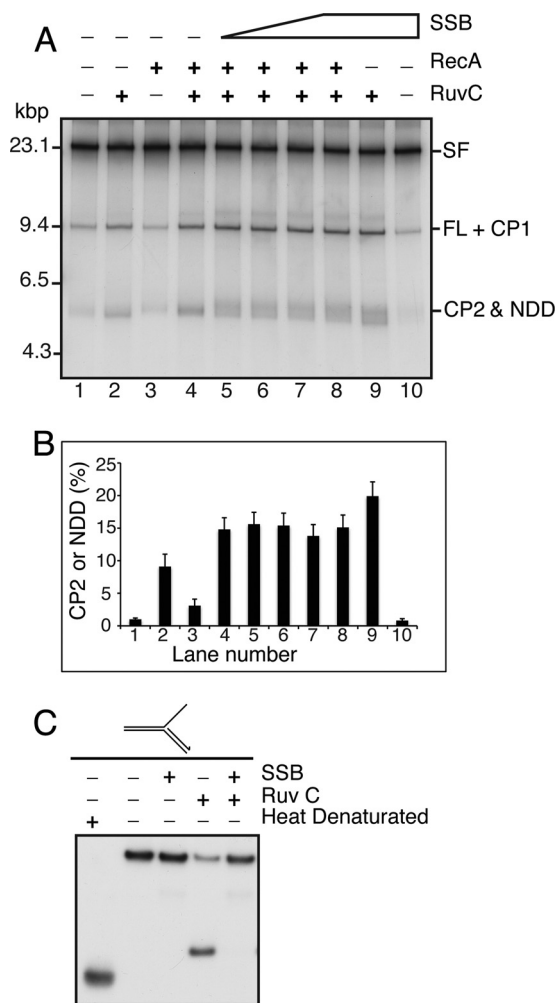 A
SSB
– – + + + + + + – – RecA
– + – + + + + + + – RuvC
kbp
23.1 SF
9.4 FL + CP1
6.5
CP2 & NDD
4.3
1 2 3 4 5 6 7 8 9 10
B
CP2 or NDD (%)
25
20
15
10
5
0
1 2 3 4 5 6 7 8 9 10
Lane number
C
– – + – + SSB
– – – + + Ruv C
+ – – – – Heat Denaturated